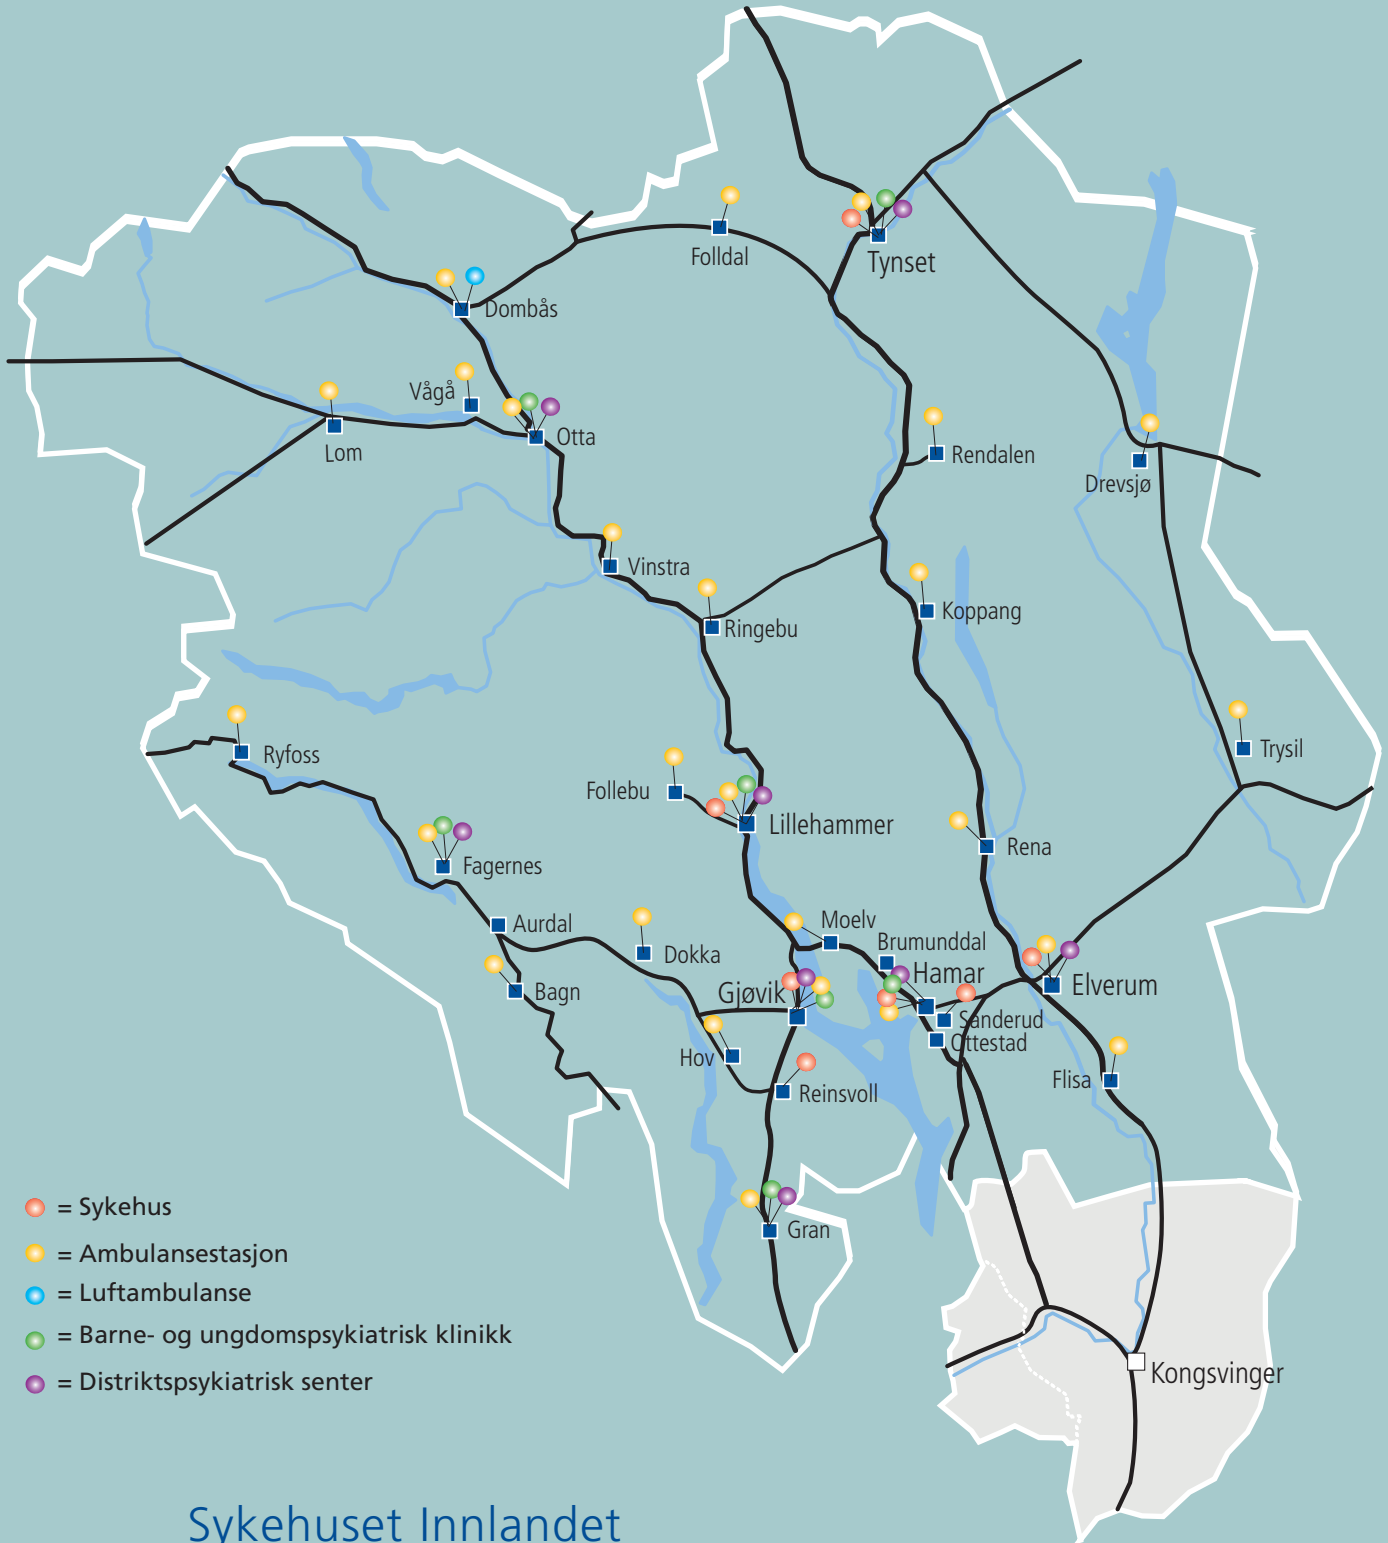 Folldal
Tynset
Dombås
Vågå
Otta
Lom
Rendalen
Drevsjø
Vinstra
Koppang
Ringebu
Ryfoss
Trysil
Follebu
Lillehammer
Rena
Fagernes
Aurdal
Moelv
Brumunddal
Dokka
Hamar
Elverum
Bagn
Gjøvik
Sanderud
Ottestad
Hov
Flisa
Reinsvoll
= Sykehus
Gran
= Ambulansestasjon
= Luftambulanse
= Barne- og ungdomspsykiatrisk klinikk
Kongsvinger
= Distriktspsykiatrisk senter
Sykehuset Innlandet